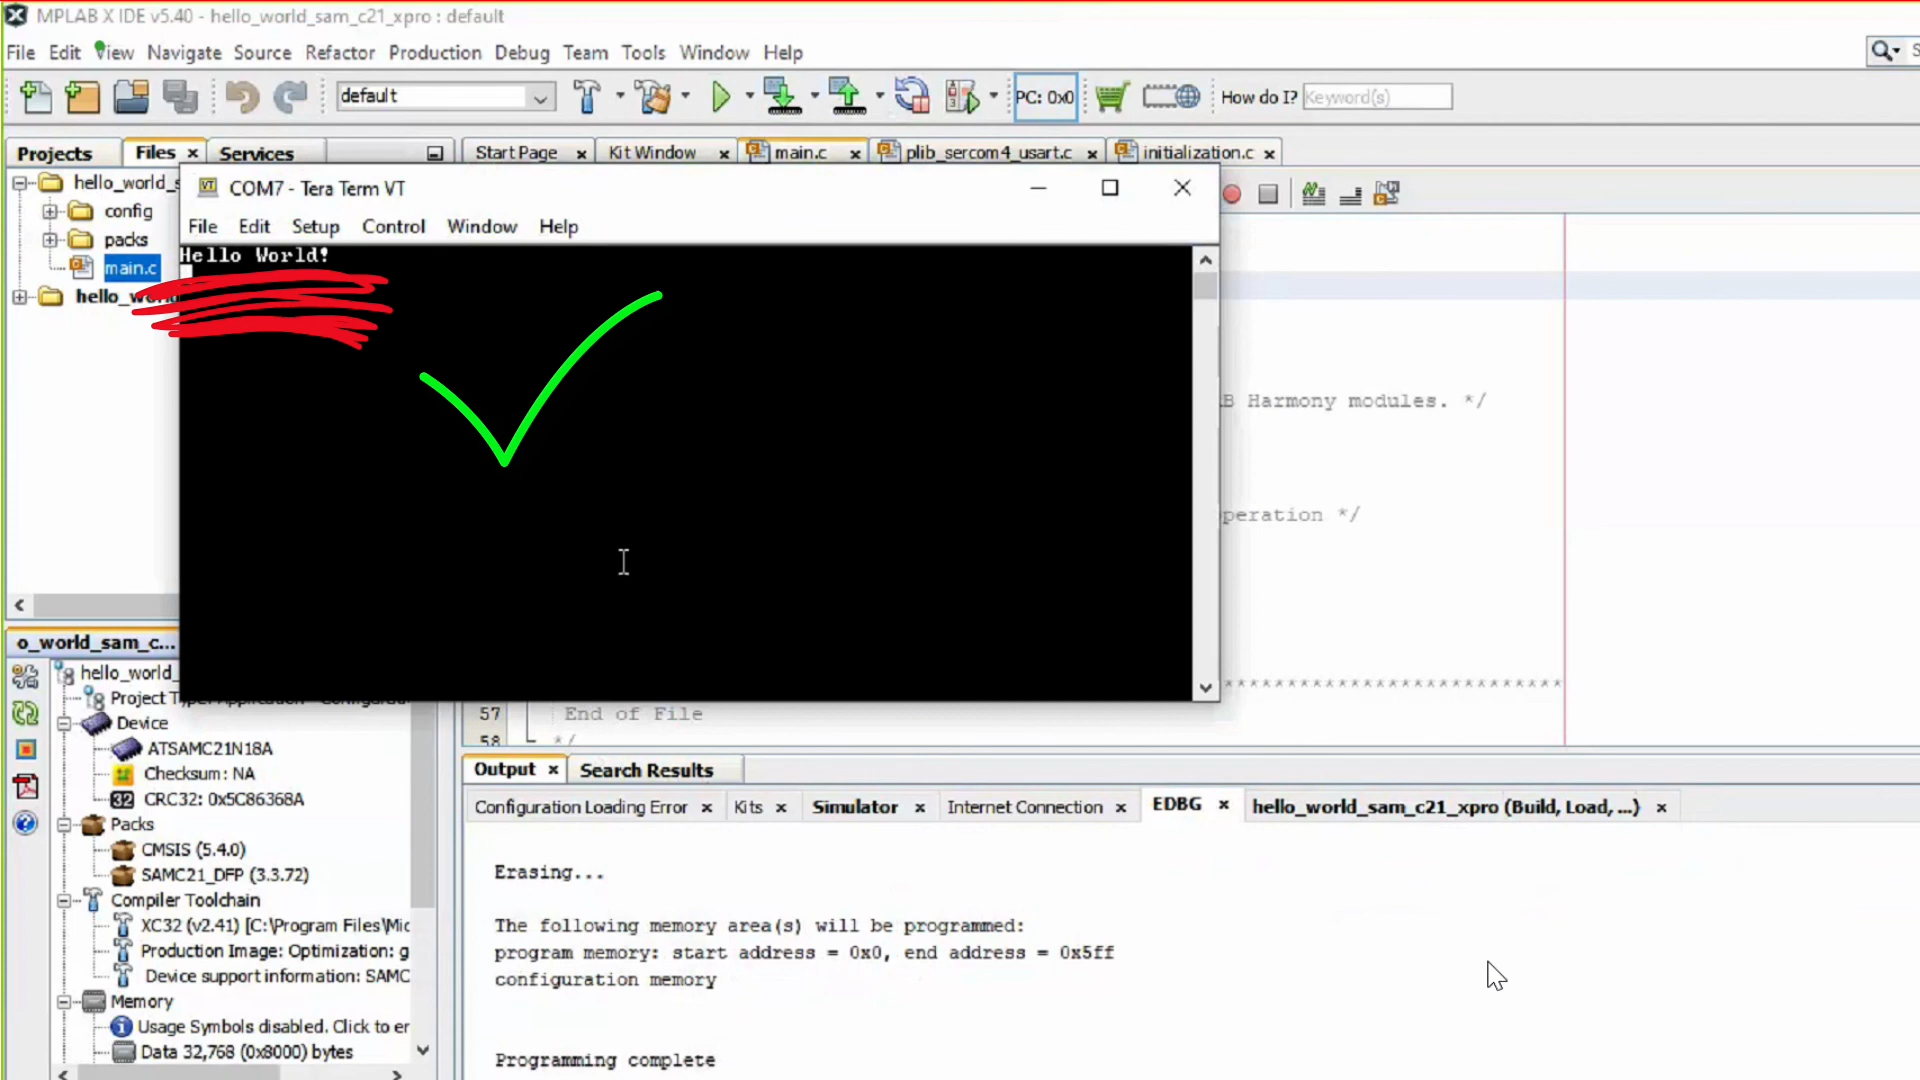 MPLAB X IDE v5.40 - hello_world_sam_c21_xpro : default
File Edit View Navigate Source Refactor Production Debug Team Tools Window Help
default
PC: 0x0
How do I?
Keyword(s)
Projects
Files
Services
Start Page
Kit Window
main.c
plib_sercom4_usart.c
initialization.c
hello_world_s
config
packs
main.c
hello_world
COM7 - Tera Term VT
File Edit Setup Control Window Help
Hello World!
B Harmony modules. */
peration */
***************************
57 End of File
58 */
o_world_sam_c...
hello_world_
Project Type: Application - Configuratio
Device
ATSAMC21N18A
Checksum: NA
CRC32: 0x5C86368A
Packs
CMSIS (5.4.0)
SAMC21_DFP (3.3.72)
Compiler Toolchain
XC32 (v2.41) [C:\Program Files\Mic
Production Image: Optimization: g
Device support information: SAMC
Memory
Usage Symbols disabled. Click to er
Data 32,768 (0x8000) bytes
Output
Search Results
Configuration Loading Error
Kits
Simulator
Internet Connection
EDBG
hello_world_sam_c21_xpro (Build, Load, ...)
Erasing...
The following memory area(s) will be programmed:
program memory: start address = 0x0, end address = 0x5ff
configuration memory
Programming complete